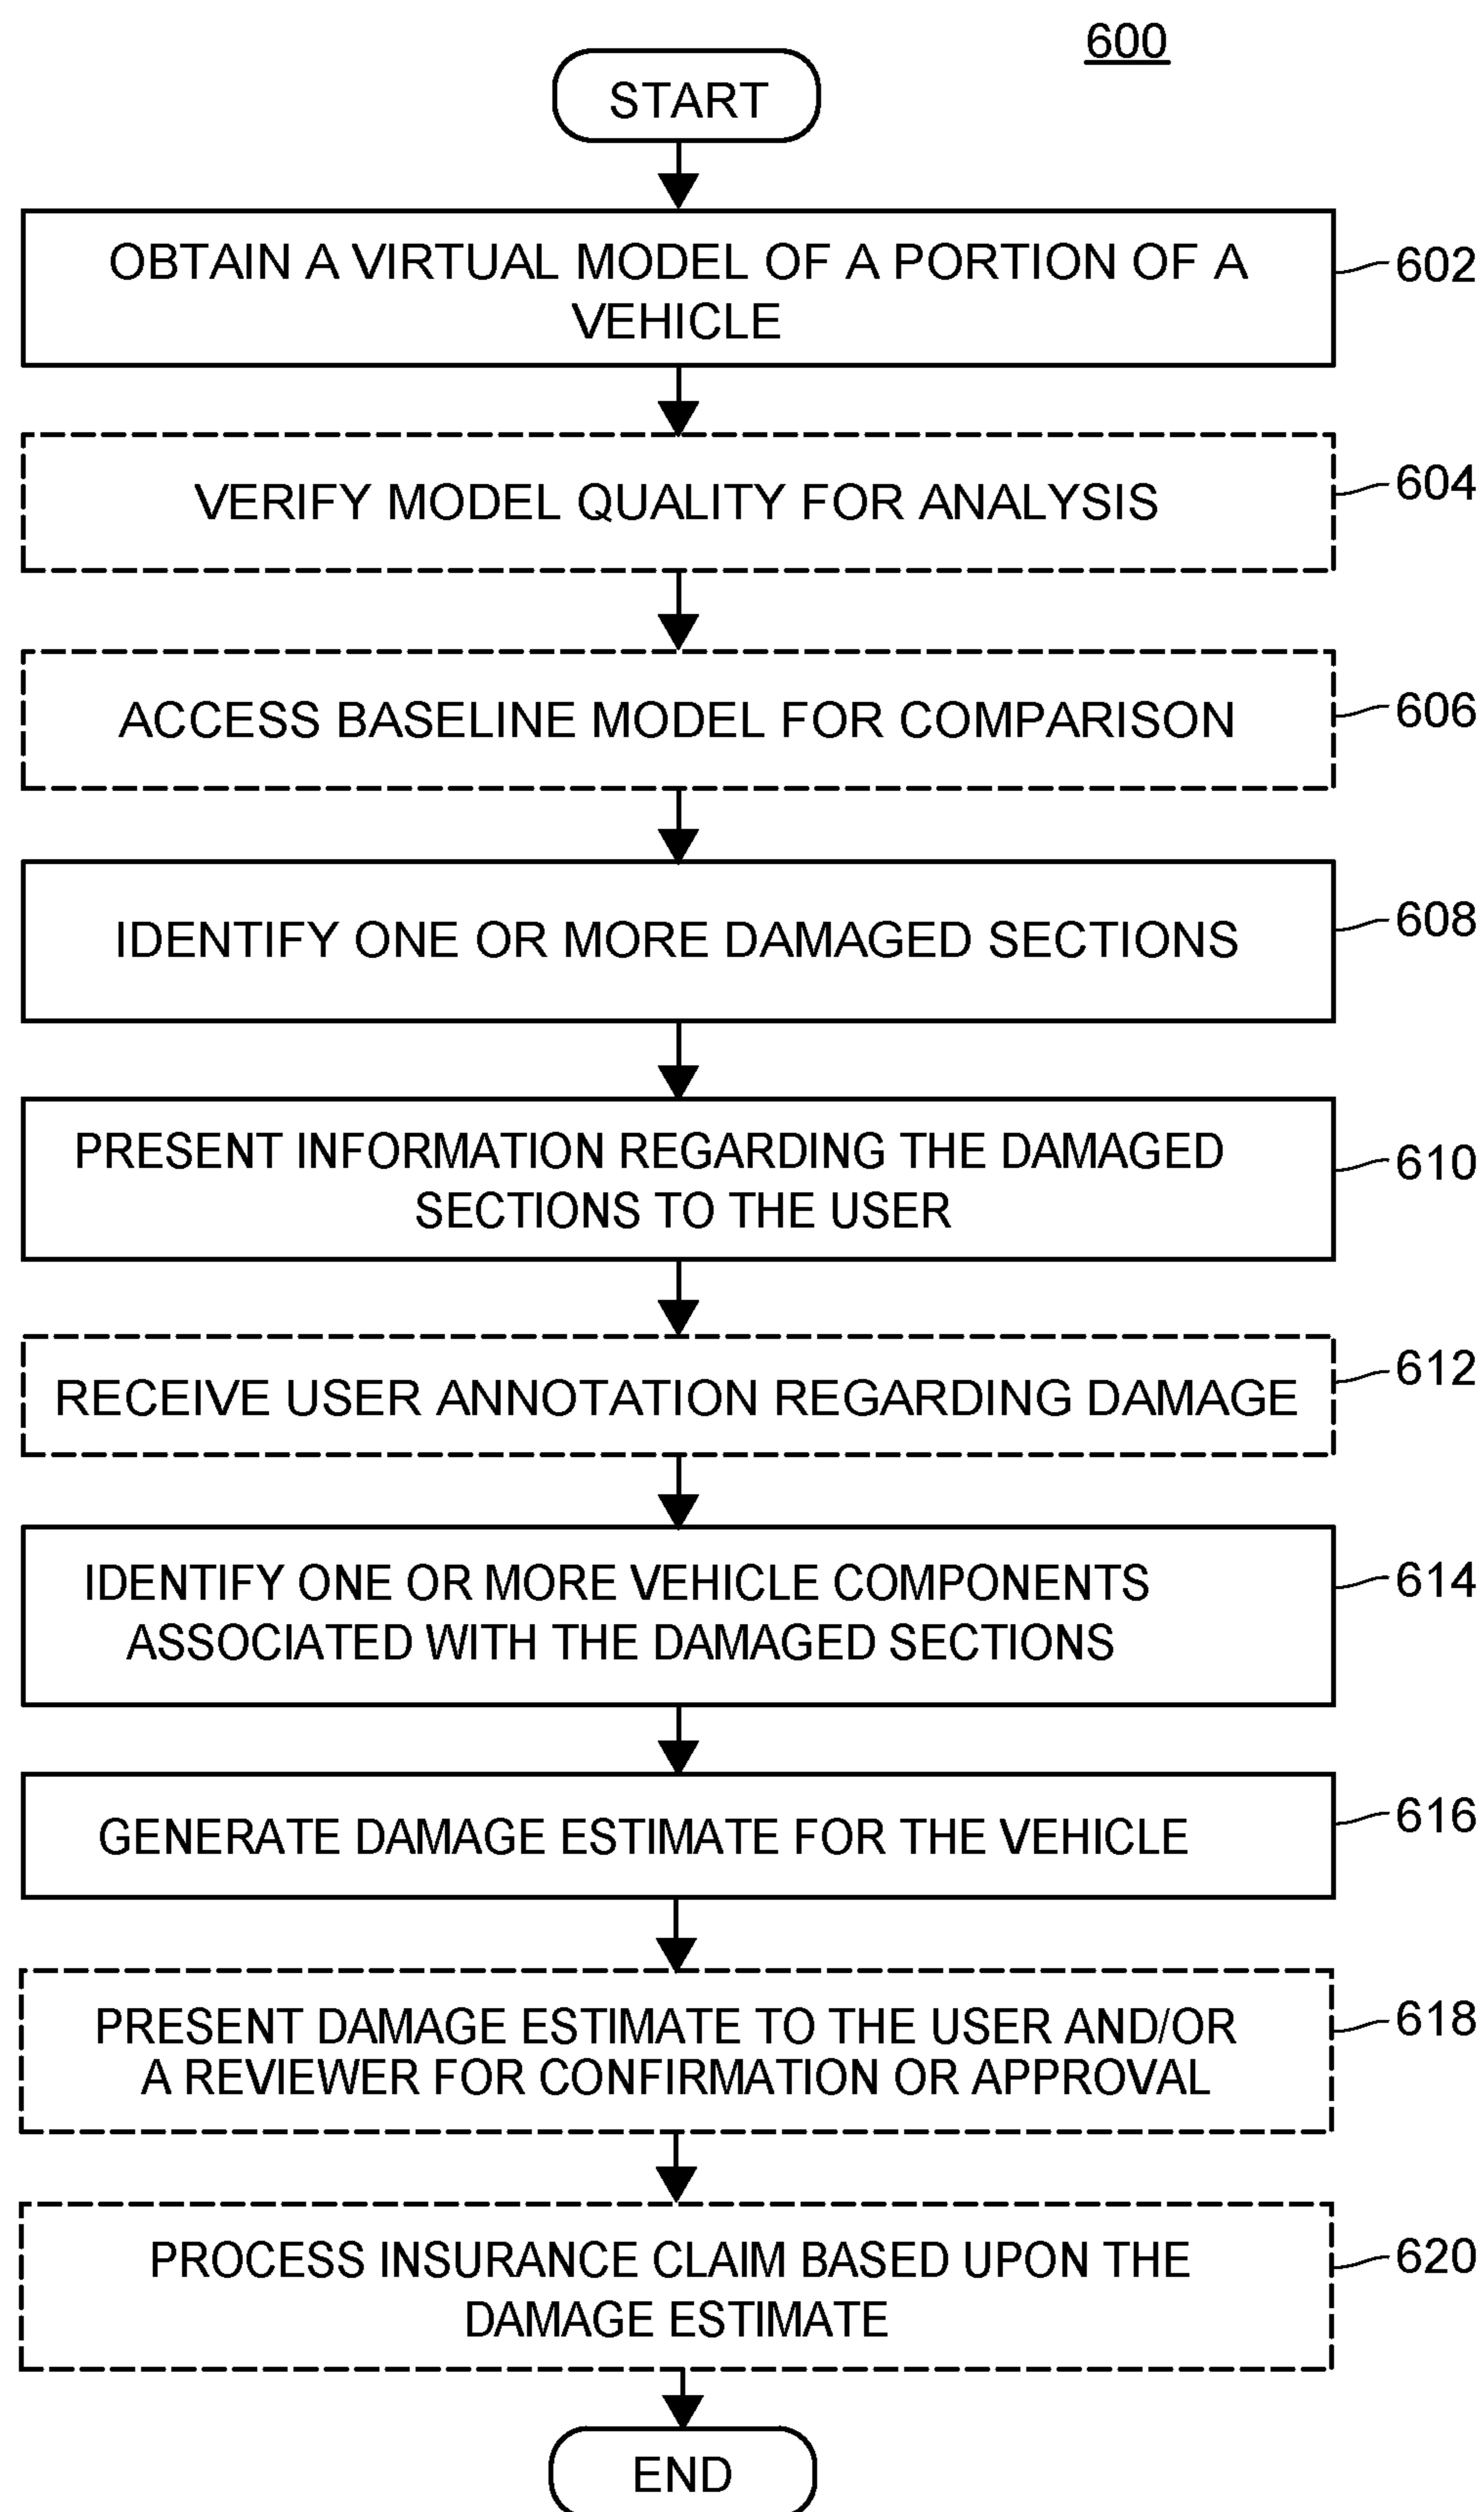 600
START
OBTAIN A VIRTUAL MODEL OF A PORTION OF A
VEHICLE
602
VERIFY MODEL QUALITY FOR ANALYSIS
604
ACCESS BASELINE MODEL FOR COMPARISON
606
IDENTIFY ONE OR MORE DAMAGED SECTIONS
608
PRESENT INFORMATION REGARDING THE DAMAGED
SECTIONS TO THE USER
610
RECEIVE USER ANNOTATION REGARDING DAMAGE
612
IDENTIFY ONE OR MORE VEHICLE COMPONENTS
ASSOCIATED WITH THE DAMAGED SECTIONS
614
GENERATE DAMAGE ESTIMATE FOR THE VEHICLE
616
PRESENT DAMAGE ESTIMATE TO THE USER AND/OR
A REVIEWER FOR CONFIRMATION OR APPROVAL
618
PROCESS INSURANCE CLAIM BASED UPON THE
DAMAGE ESTIMATE
620
END